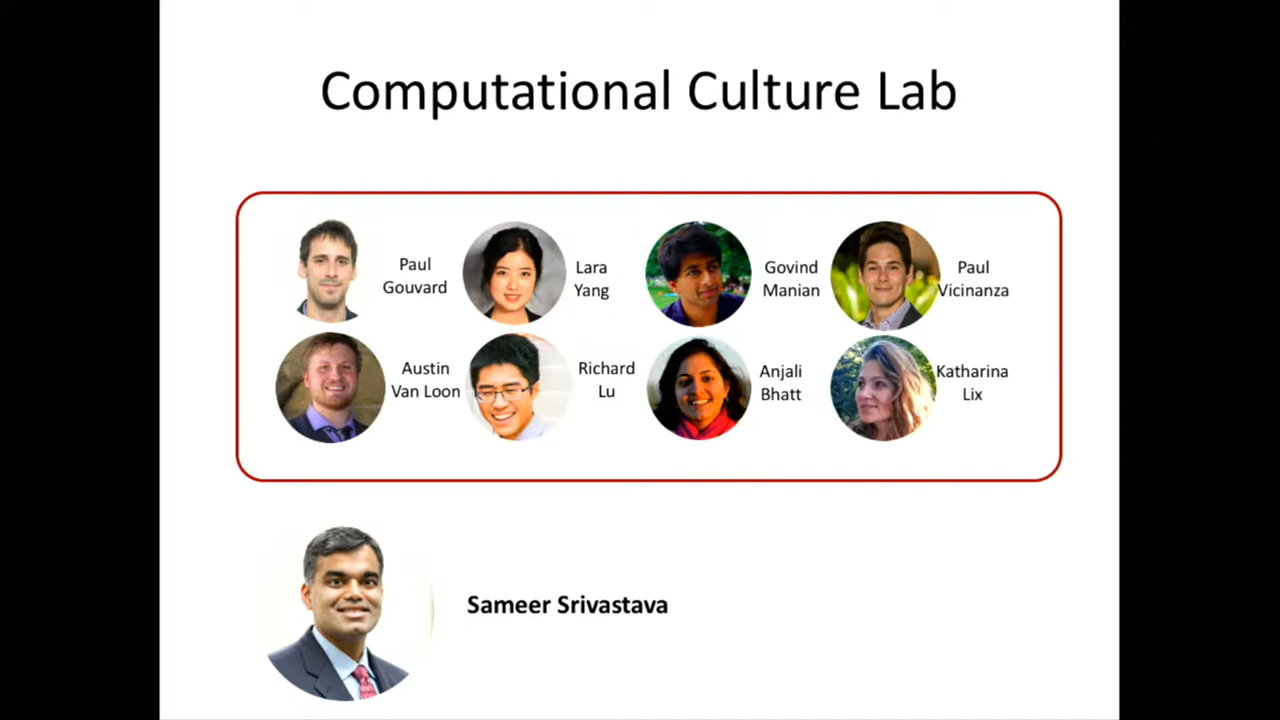 Computational Culture Lab
Paul
Gouvard
Lara
Yang
Govind
Manian
Paul
Vicinanza
Austin
Van Loon
Richard
Lu
Anjali
Bhatt
Katharina
Lix
Sameer Srivastava